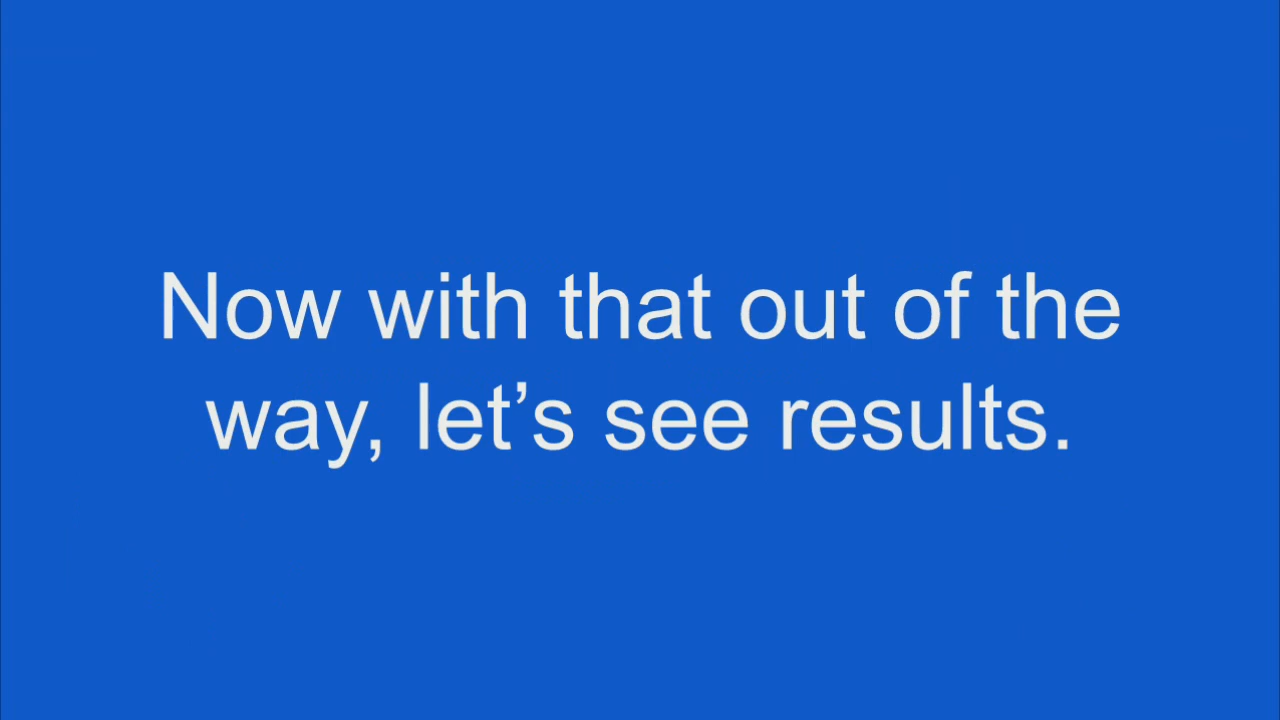 Now with that out of the
way, let’s see results.